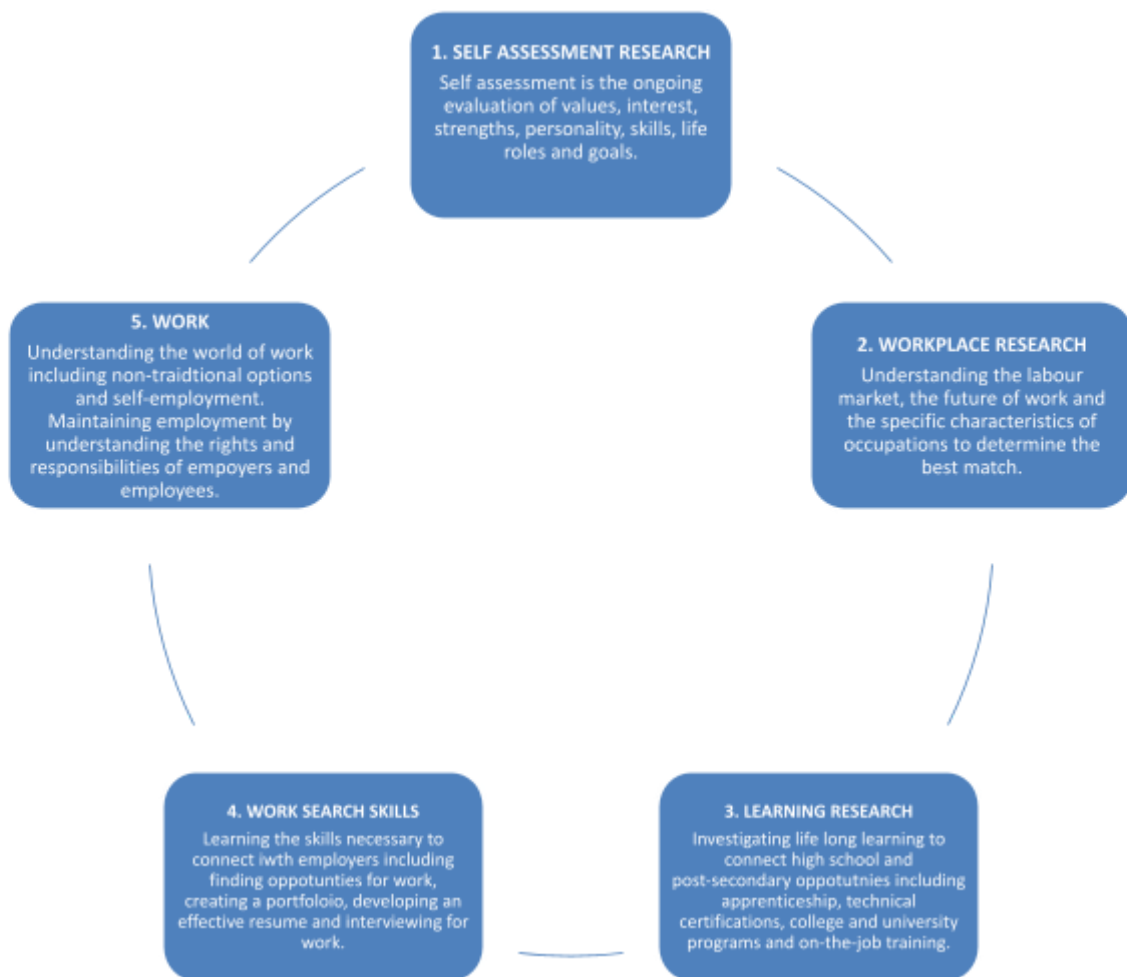 1. SELF ASSESSMENT RESEARCH
Self assessment is the ongoing
evaluation of values, interest,
strengths, personality, skills, life
roles and goals.
2. WORKPLACE RESEARCH
Understanding the labour
market, the future of work and
the specific characteristics of
occupations to determine the
best match.
3. LEARNING RESEARCH
Investigating life long learning to
connect high school and
post-secondary oppotutnies including
apprenticeship, technical
certifications, college and university
programs and on-the-job training.
4. WORK SEARCH SKILLS
Learning the skills necessary to
connect iwth employers including
finding oppotunties for work,
creating a portfoloio, developing an
effective resume and interviewing for
work.
5. WORK
Understanding the world of work
including non-traidtional options
and self-employment.
Maintaining employment by
understanding the rights and
responsibilities of empoyers and
employees.